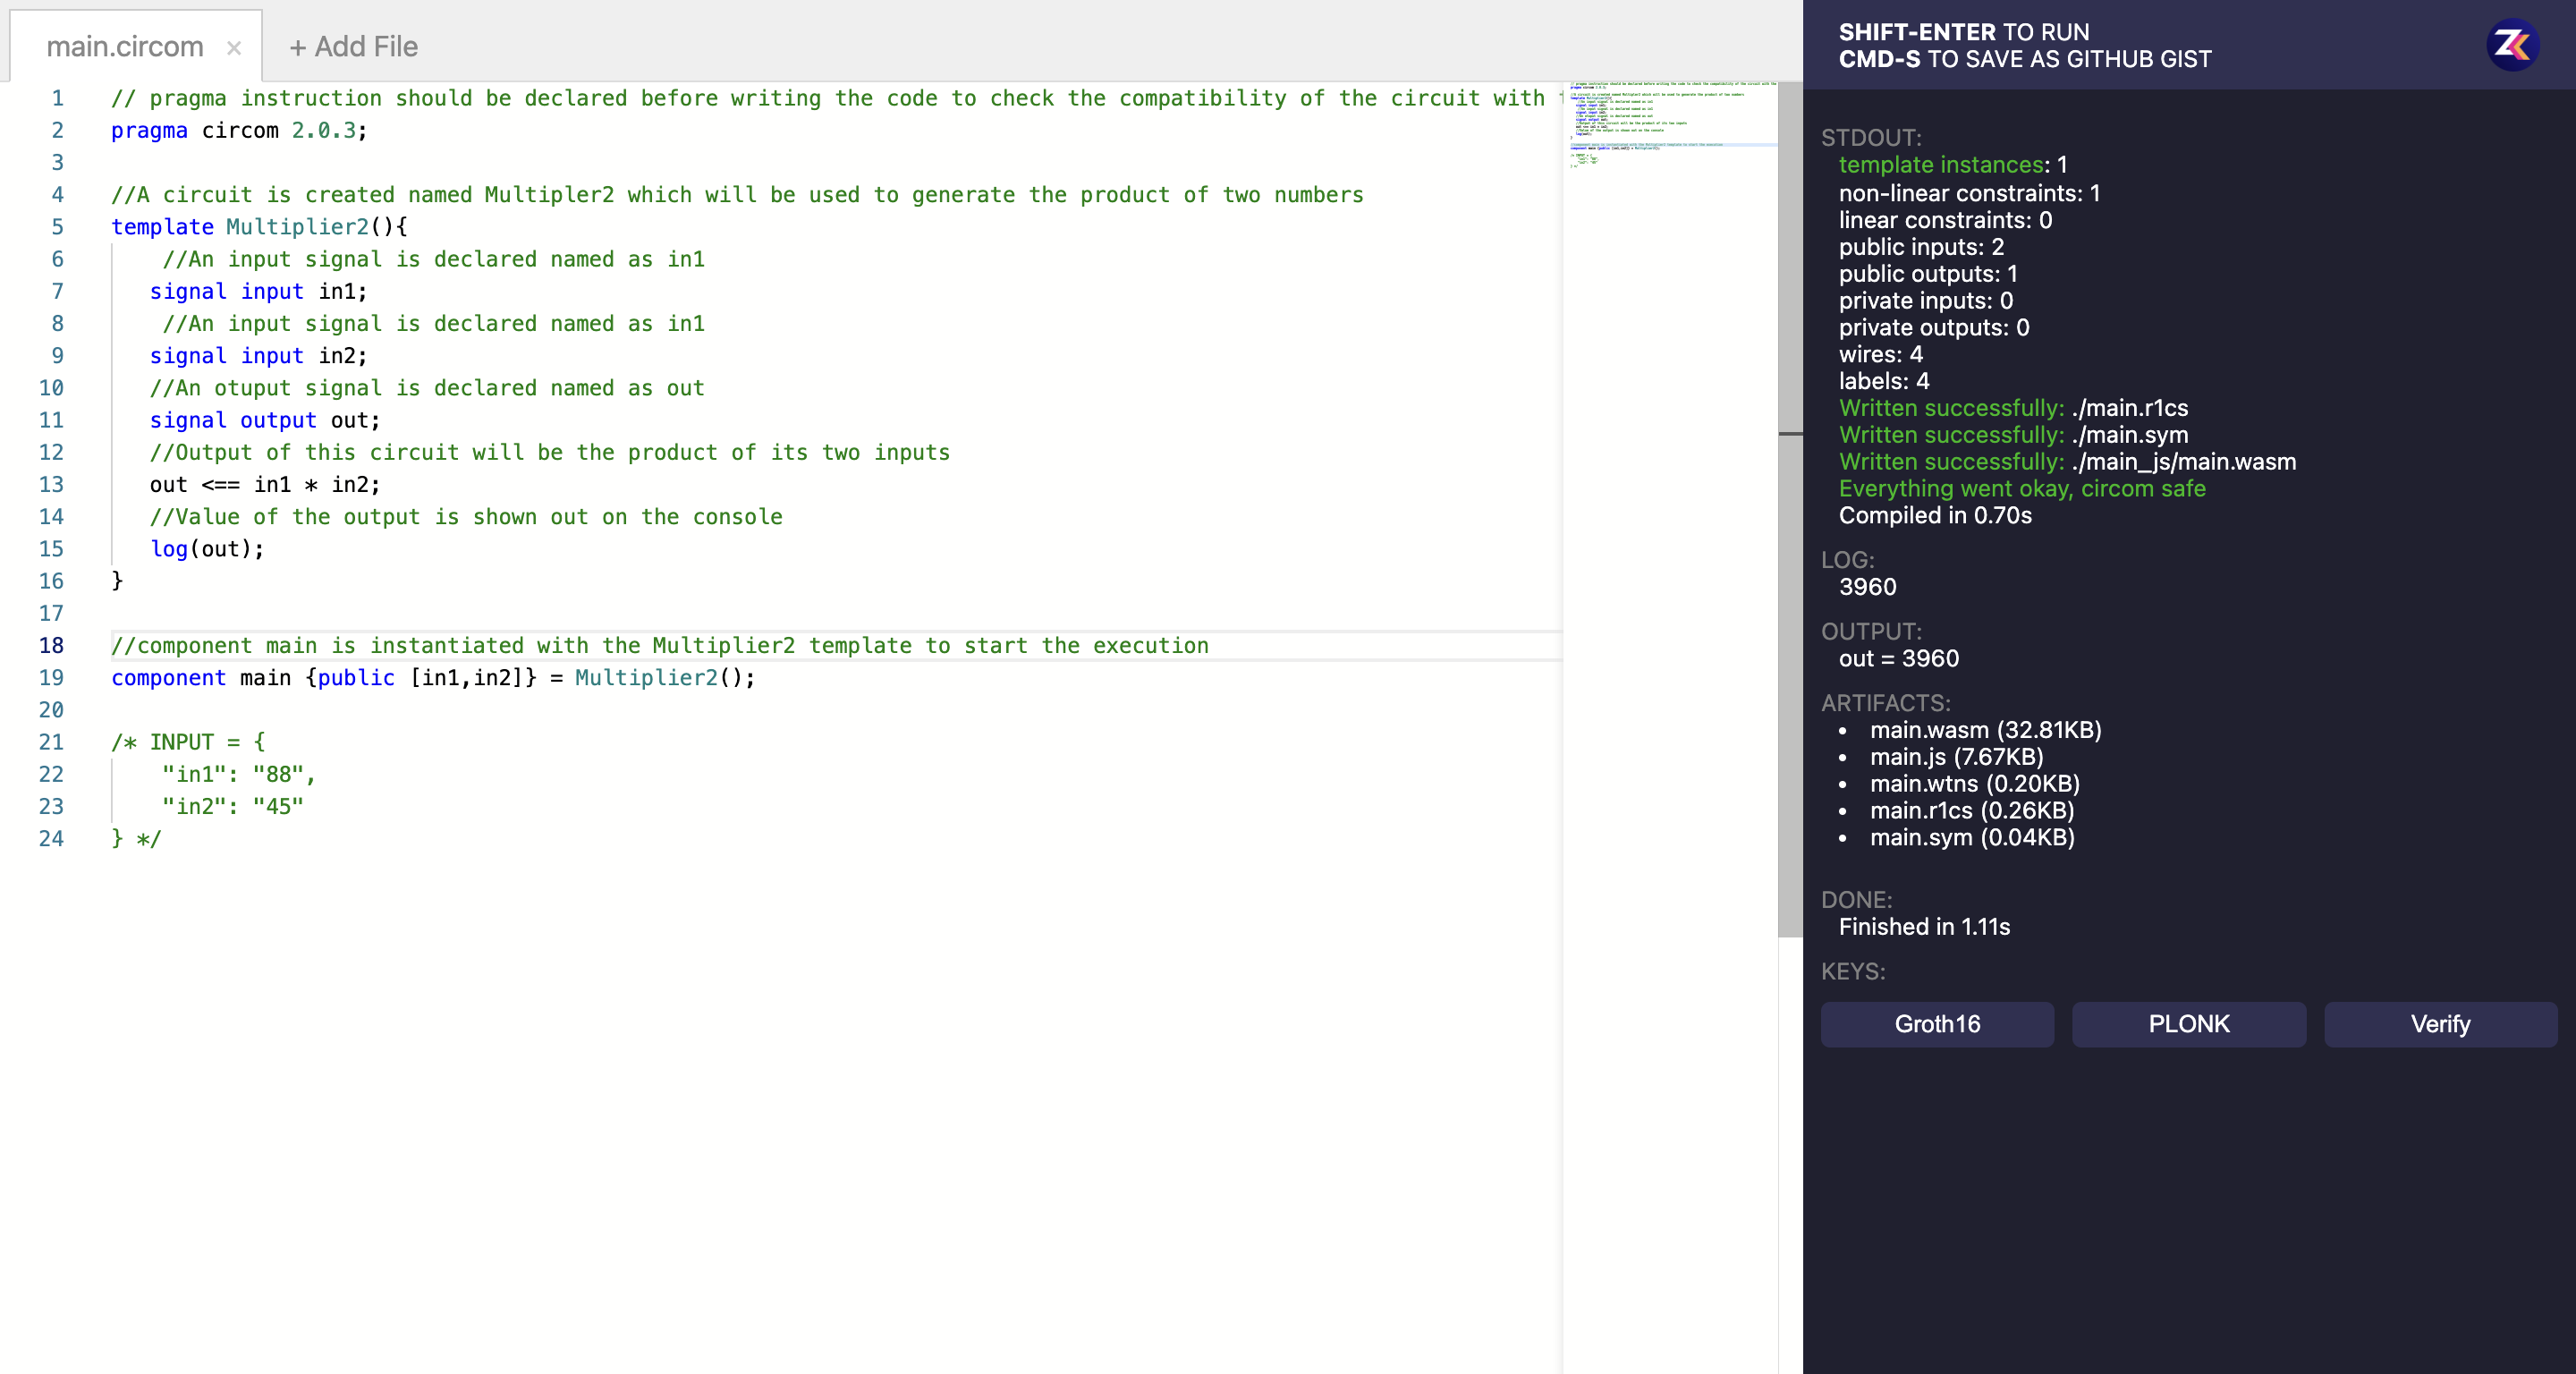 main.circom ×
+ Add File
1 // pragma instruction should be declared before writing the code to check the compatibility of the circuit with
2 pragma circom 2.0.3;
3
4 //A circuit is created named Multipler2 which will be used to generate the product of two numbers
5 template Multiplier2(){
6 //An input signal is declared named as in1
7 signal input in1;
8 //An input signal is declared named as in1
9 signal input in2;
10 //An otuput signal is declared named as out
11 signal output out;
12 //Output of this circuit will be the product of its two inputs
13 out <== in1 * in2;
14 //Value of the output is shown out on the console
15 log(out);
16 }
17
18 //component main is instantiated with the Multiplier2 template to start the execution
19 component main {public [in1,in2]} = Multiplier2();
20
21 /* INPUT = {
22 "in1": "88",
23 "in2": "45"
24 } */
SHIFT-ENTER TO RUN
CMD-S TO SAVE AS GITHUB GIST
ZK
STDOUT:
template instances: 1
non-linear constraints: 1
linear constraints: 0
public inputs: 2
public outputs: 1
private inputs: 0
private outputs: 0
wires: 4
labels: 4
Written successfully: ./main.r1cs
Written successfully: ./main.sym
Written successfully: ./main_js/main.wasm
Everything went okay, circom safe
Compiled in 0.70s
LOG:
3960
OUTPUT:
out = 3960
ARTIFACTS:
• main.wasm (32.81KB)
• main.js (7.67KB)
• main.wtns (0.20KB)
• main.r1cs (0.26KB)
• main.sym (0.04KB)
DONE:
Finished in 1.11s
KEYS:
Groth16
PLONK
Verify